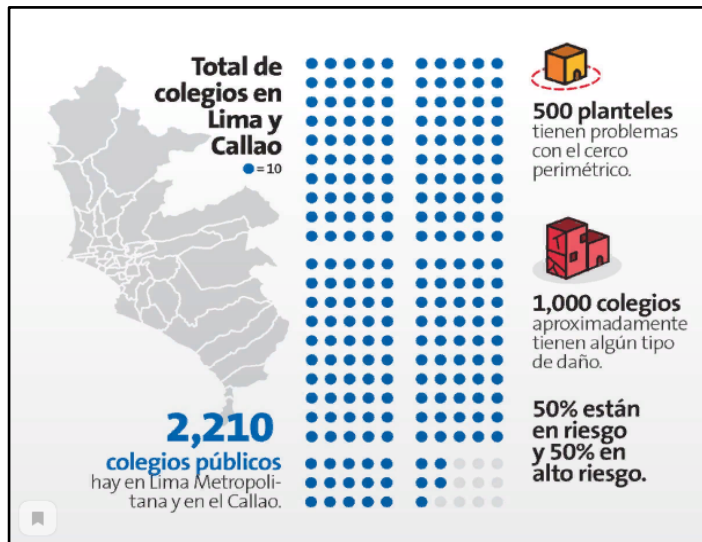 Total de
colegios en
Lima y
Callao
= 10
2,210
colegios públicos
hay en Lima Metropoli-
tana y en el Callao.
500 planteles
tienen problemas
con el cerco
perimétrico.
1,000 colegios
aproximadamente
tienen algún tipo
de daño.
50% están
en riesgo
y 50% en
alto riesgo.